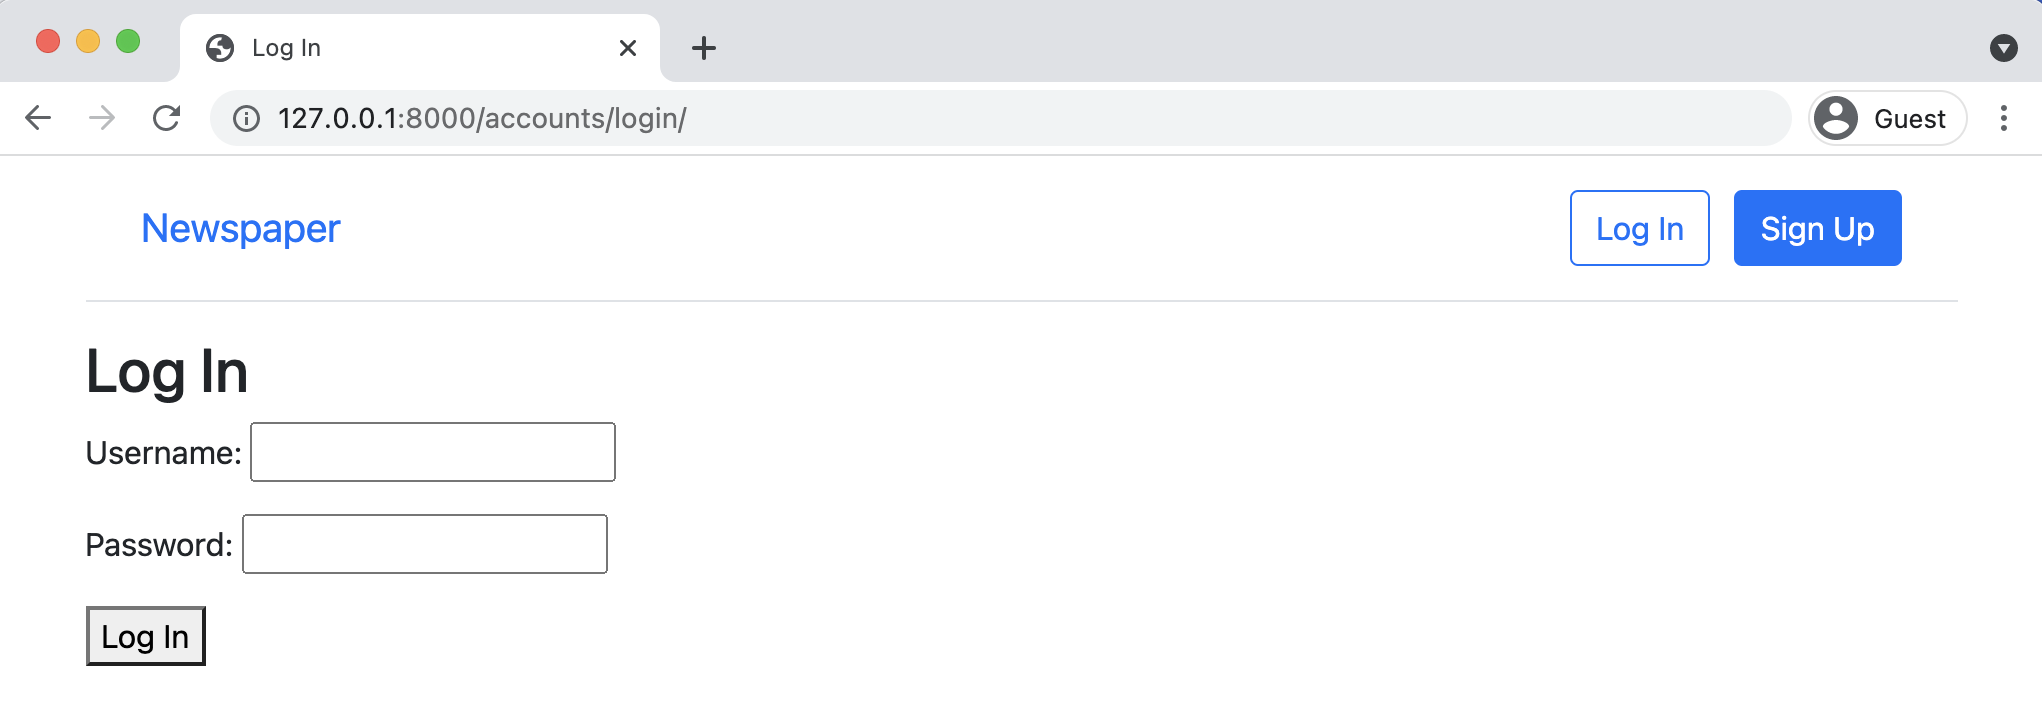 Log In
127.0.0.1:8000/accounts/login/
Guest
Newspaper
Log In
Sign Up
Log In
Username:
Password:
Log In